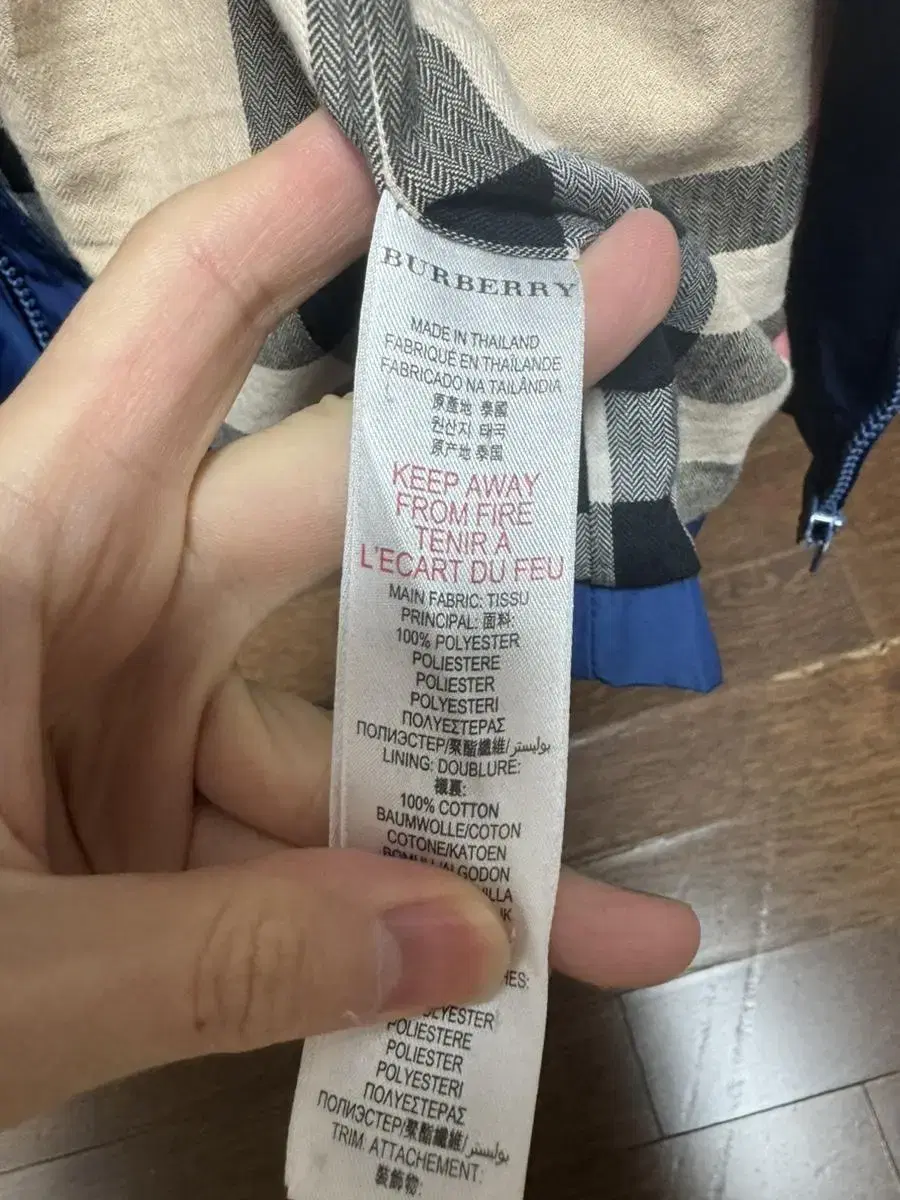 BURBERRY
MADE IN THAILAND
FABRIQUÉ EN THAÏLANDE
FABRICADO NA TAILÂNDIA
原產地 泰國
원산지 태국
原产地 泰国
KEEP AWAY
FROM FIRE
TENIR À
L'ECART DU FEU
MAIN FABRIC: TISSU
PRINCIPAL: 面料:
100% POLYESTER
POLIESTERE
POLIESTER
POLYESTERI
ΠΟΛΥΕΣΤΕΡΑΣ
ПОЛИЭСТЕР/聚酯纖維/بوليستر
LINING: DOUBLURE:
襯裏:
100% COTTON
BAUMWOLLE/COTON
COTONE/KATOEN
BOMULL/ALGODON
POLIESTERE
POLIESTER
POLYESTERI
ΠΟΛΥΕΣΤΕΡΑΣ
ПОЛИЭСТЕР/聚酯纖維/بوليستر
TRIM: ATTACHEMENT:
裝飾物: